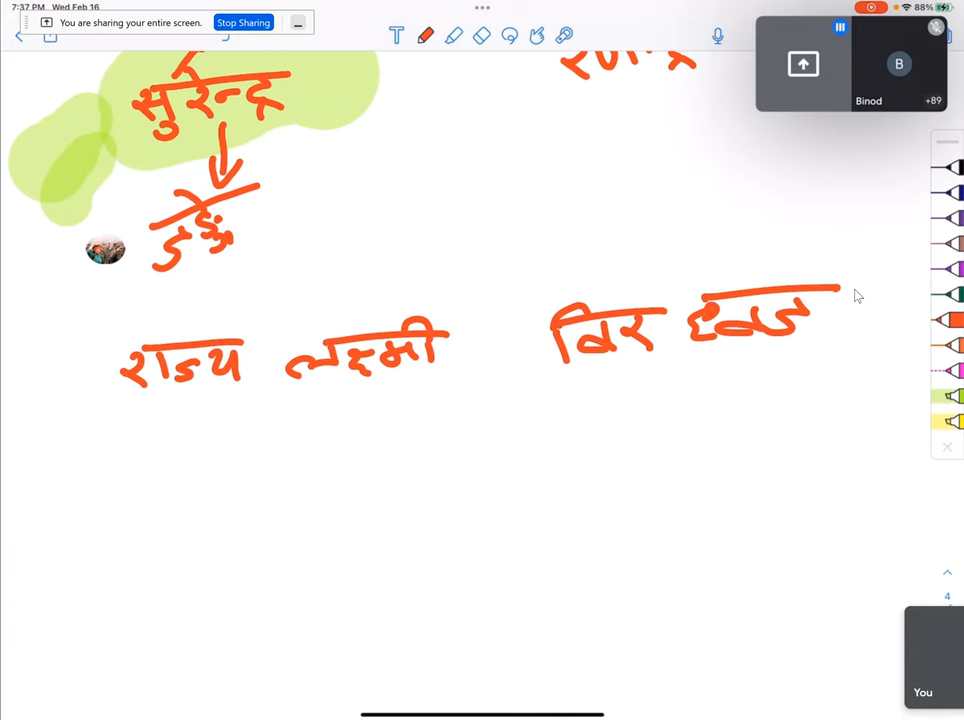 7:37 PM Wed Feb 16
88%
You are sharing your entire screen.
Stop Sharing
B
Binod
+89
सुरेन्द्र
राज्य लक्ष्मी
विर
4
You